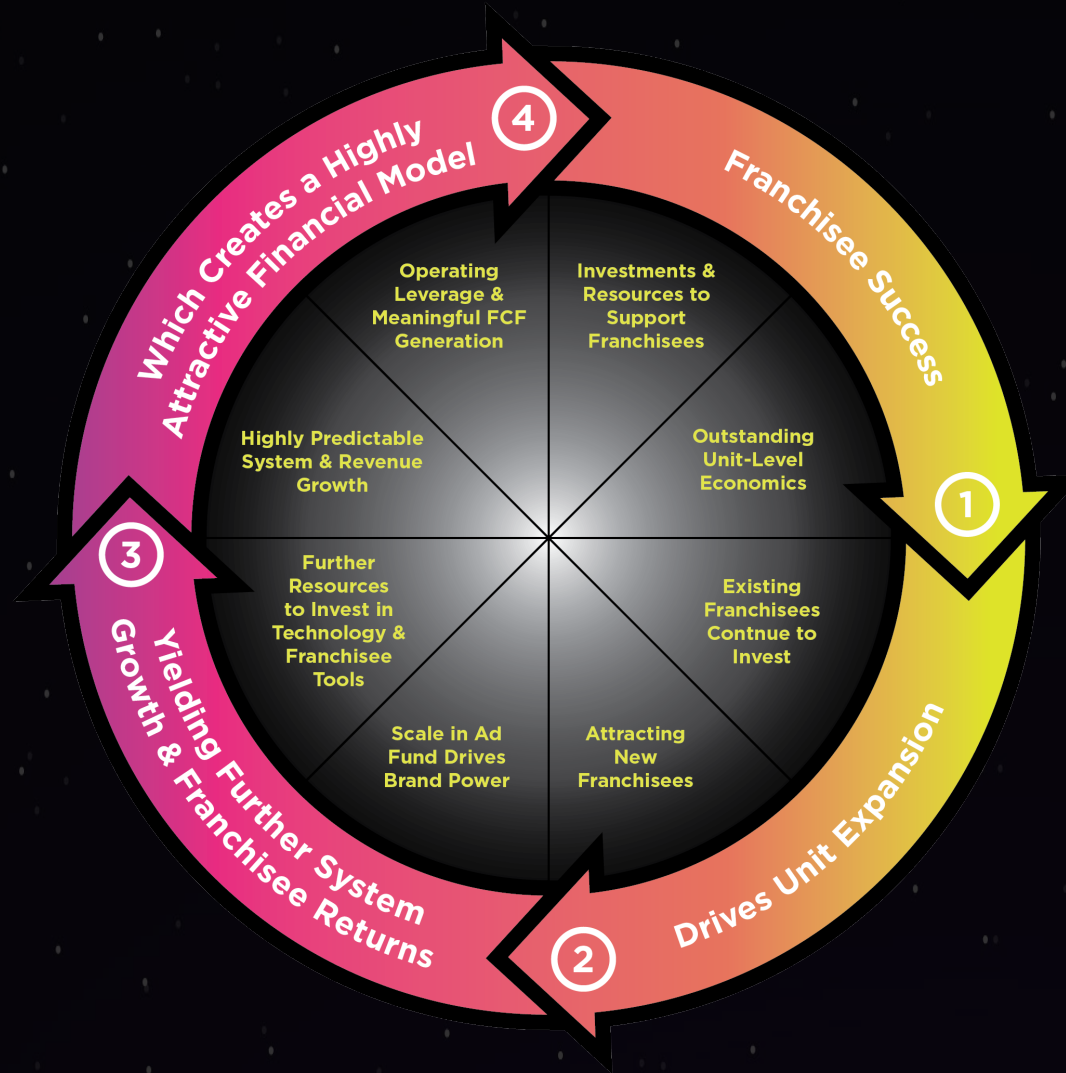 Franchisee Success
1
Drives Unit Expansion
2
Yielding Further System
Growth & Franchisee Returns
3
Which Creates a Highly
Attractive Financial Model
4
Investments &
Resources to
Support
Franchisees
Outstanding
Unit-Level
Economics
Existing
Franchisees
Contnue to
Invest
Attracting
New
Franchisees
Scale in Ad
Fund Drives
Brand Power
Further
Resources
to Invest in
Technology &
Franchisee
Tools
Highly Predictable
System & Revenue
Growth
Operating
Leverage &
Meaningful FCF
Generation